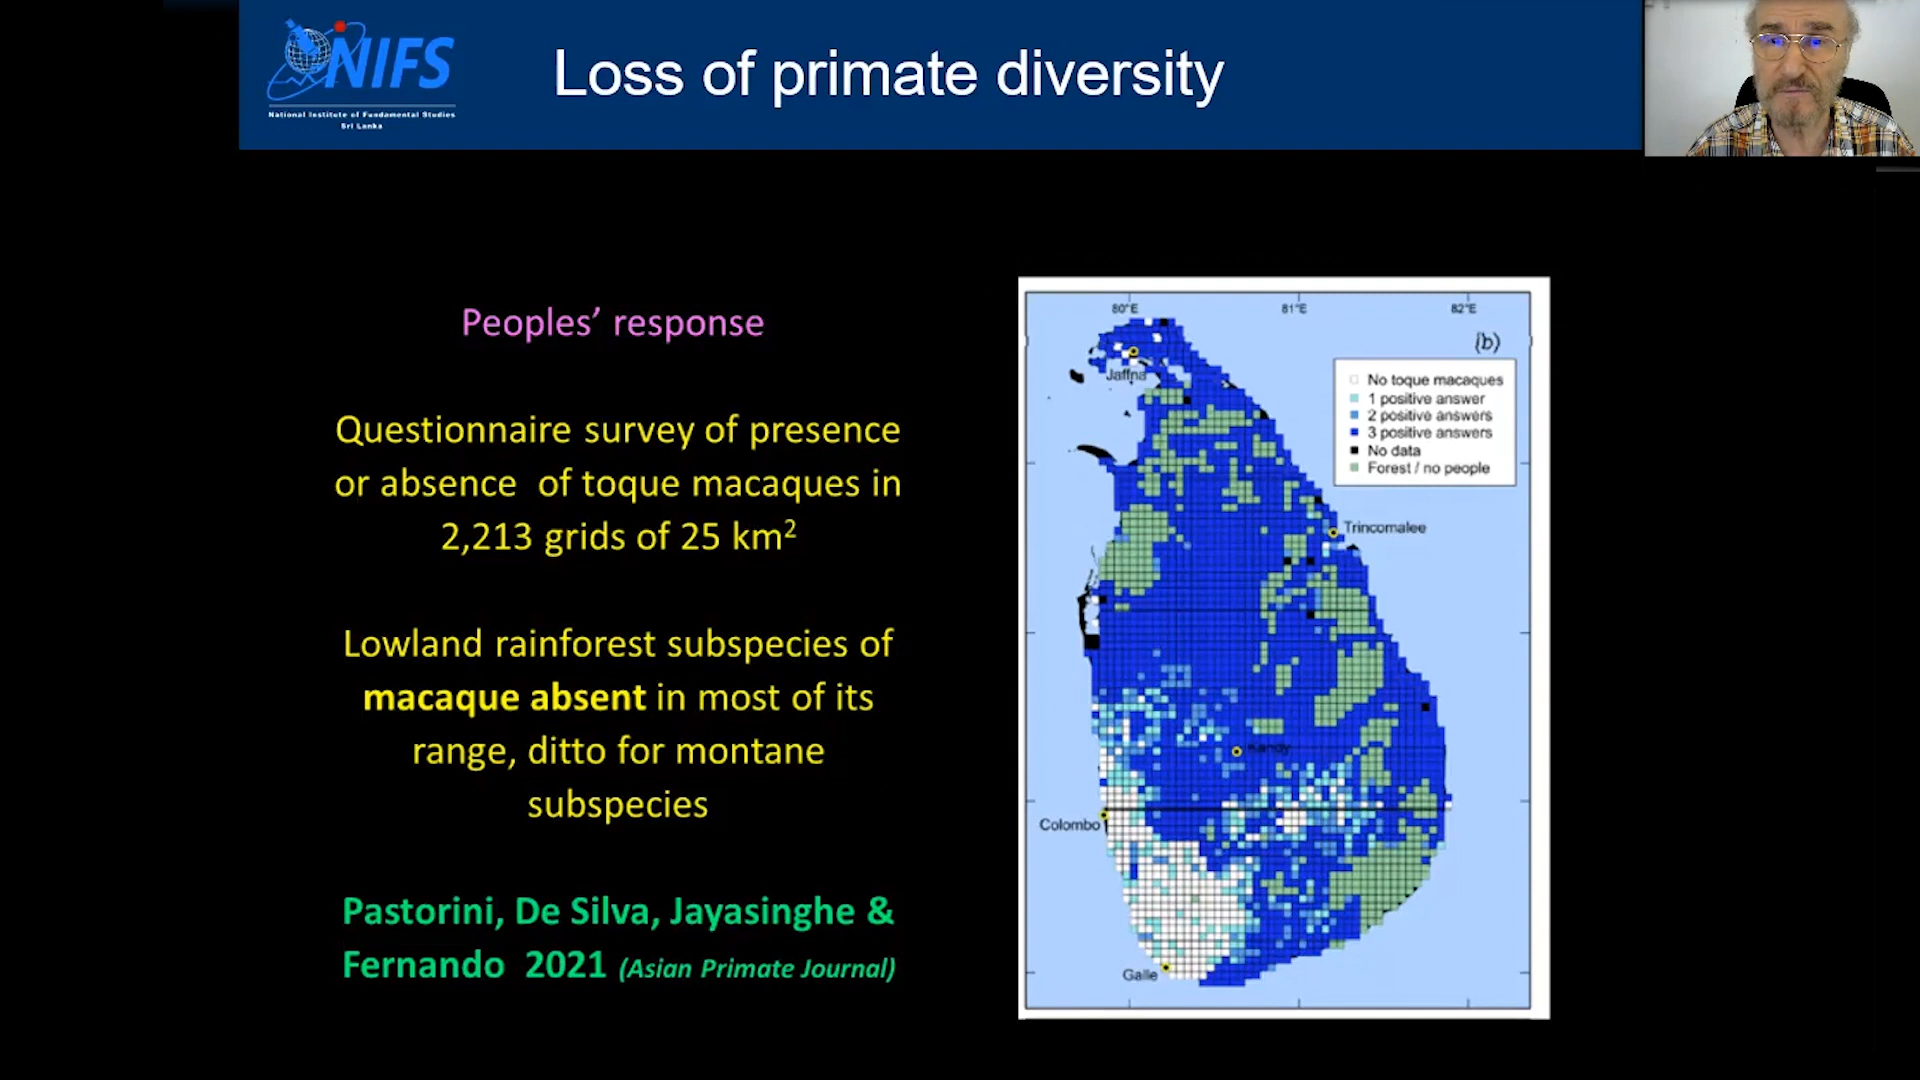 NIFS
National Institute of Fundamental Studies
Sri Lanka
Loss of primate diversity
Peoples’ response
Questionnaire survey of presence
or absence of toque macaques in
2,213 grids of 25 km²
Lowland rainforest subspecies of
macaque absent in most of its
range, ditto for montane
subspecies
Pastorini, De Silva, Jayasinghe &
Fernando 2021 (Asian Primate Journal)
80°E
81°E
82°E
(b)
No toque macaques
1 positive answer
2 positive answers
3 positive answers
No data
Forest / no people
Jaffna
Trincomalee
Kandy
Colombo
Galle